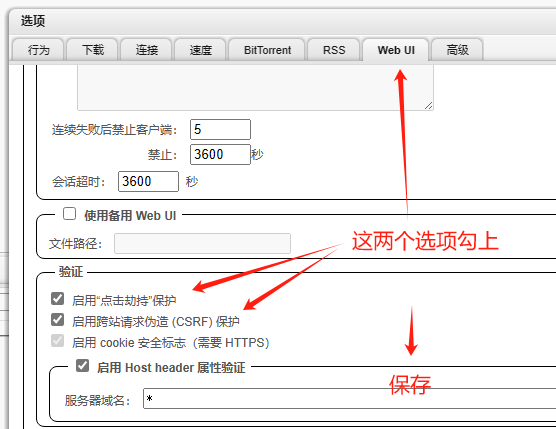 选项
行为 下载 连接 速度 BitTorrent RSS Web UI 高级
连续失败后禁止客户端： 5
禁止： 3600 秒
会话超时： 3600 秒
使用备用 Web UI
文件路径：
这两个选项勾上
验证
启用“点击劫持”保护
启用跨站请求伪造 (CSRF) 保护
启用 cookie 安全标志（需要 HTTPS）
启用 Host header 属性验证
保存
服务器域名： *